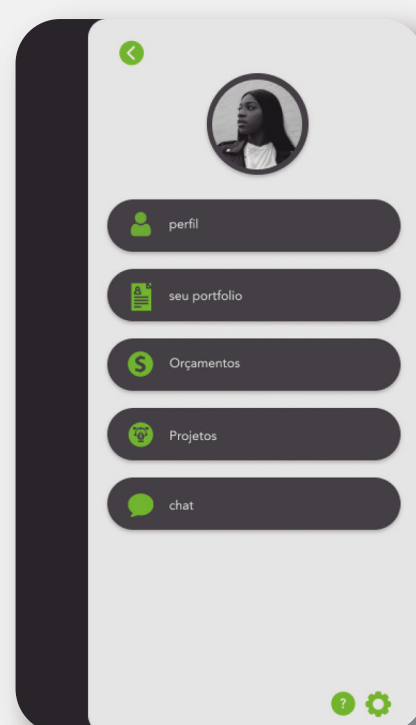 perfil
seu portfolio
Orçamentos
Projetos
chat
?